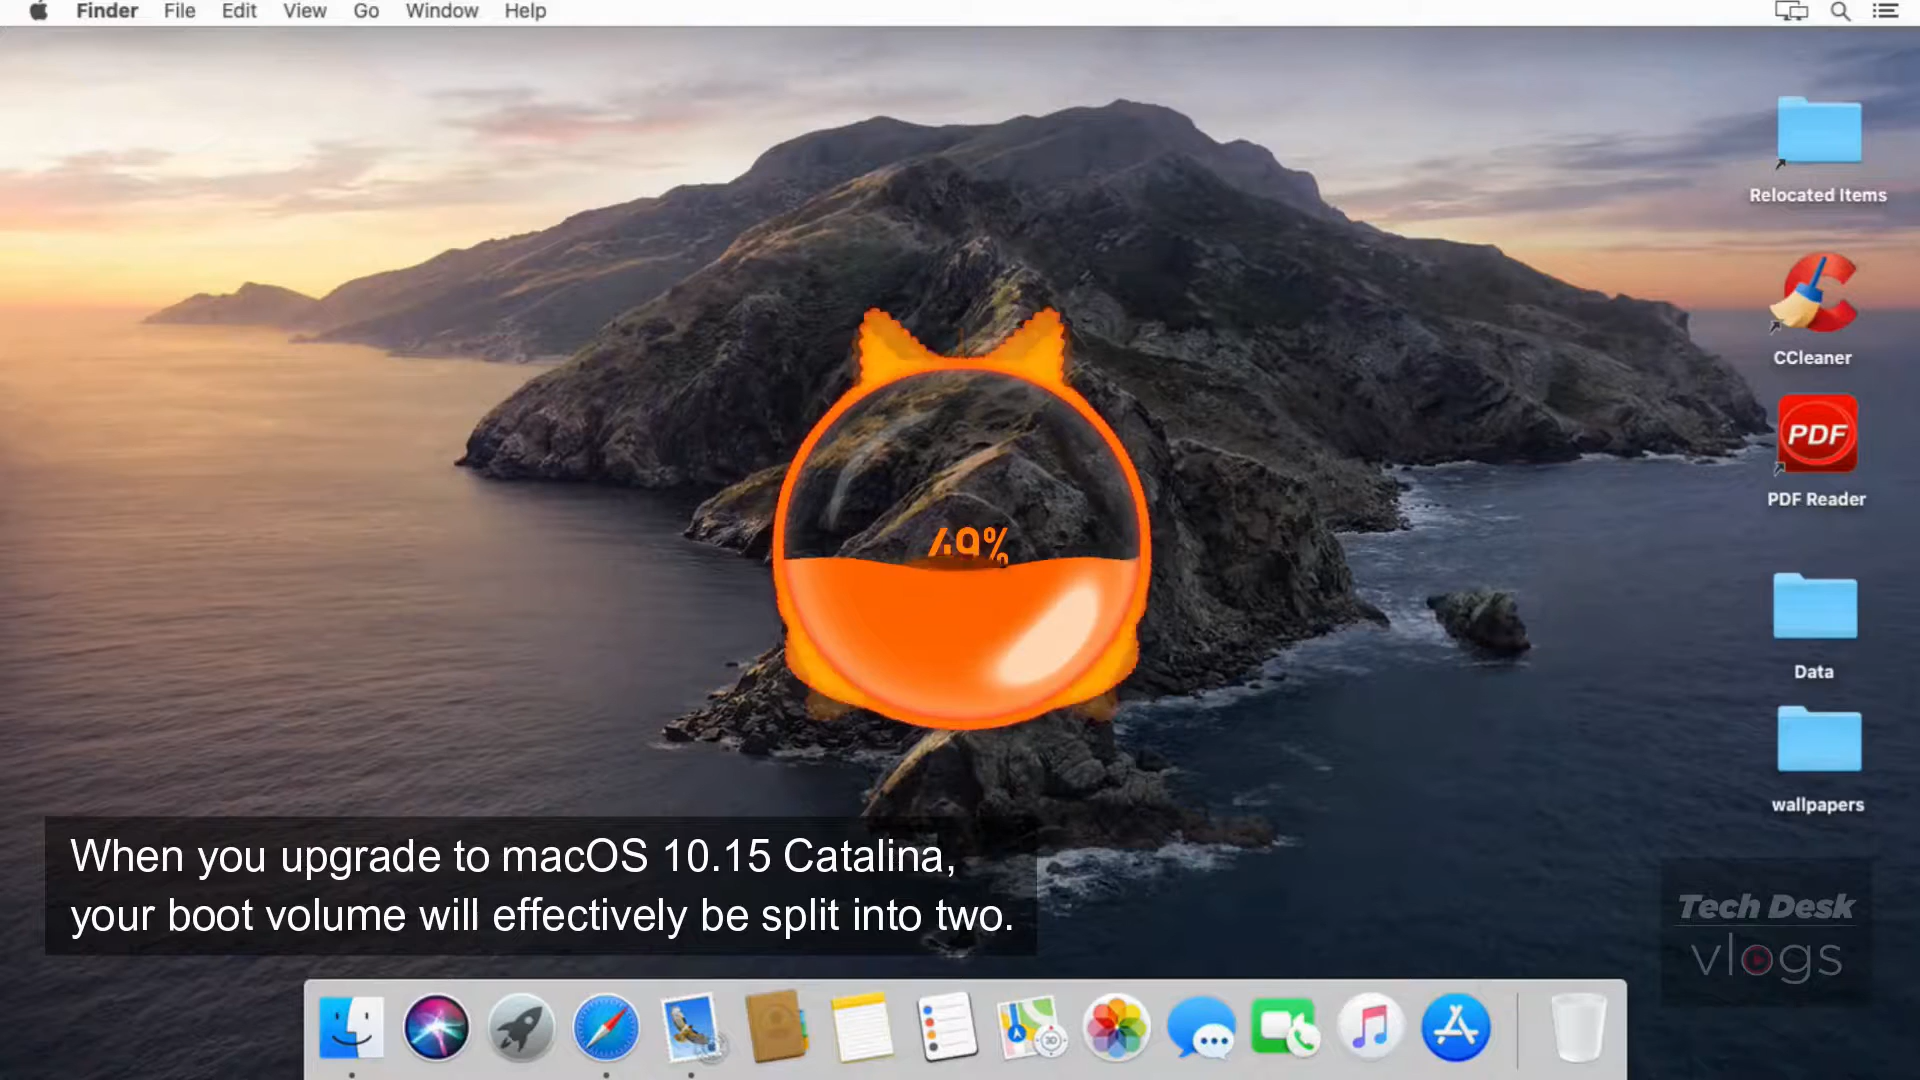 Finder File Edit View Go Window Help
Relocated Items
CCleaner
PDF
PDF Reader
49%
Data
wallpapers
When you upgrade to macOS 10.15 Catalina,
your boot volume will effectively be split into two.
Tech Desk
vlogs
3D